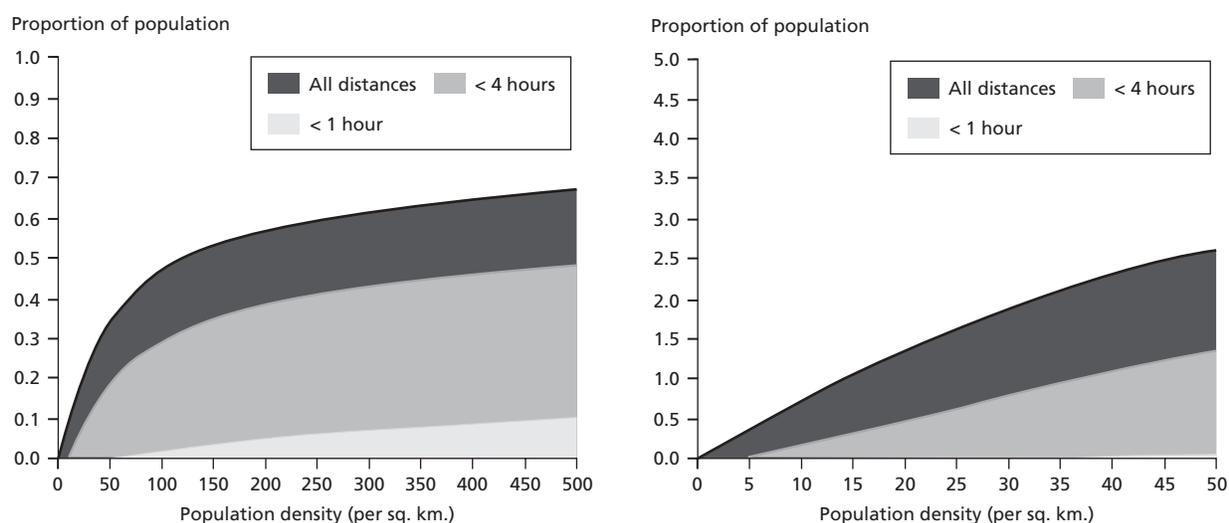 Proportion of population
1.0
0.9
0.8
0.7
0.6
0.5
0.4
0.3
0.2
0.1
0.0
All distances < 4 hours
< 1 hour
0 50 100 150 200 250 300 350 400 450 500
Population density (per sq. km.)
Proportion of population
5.0
4.5
4.0
3.5
3.0
2.5
2.0
1.5
1.0
0.5
0.0
All distances < 4 hours
< 1 hour
0 5 10 15 20 25 30 35 40 45 50
Population density (per sq. km.)